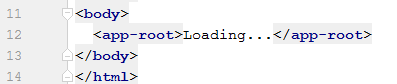 11 <body>
12 <app-root>Loading...</app-root>
13 </body>
14 </html>